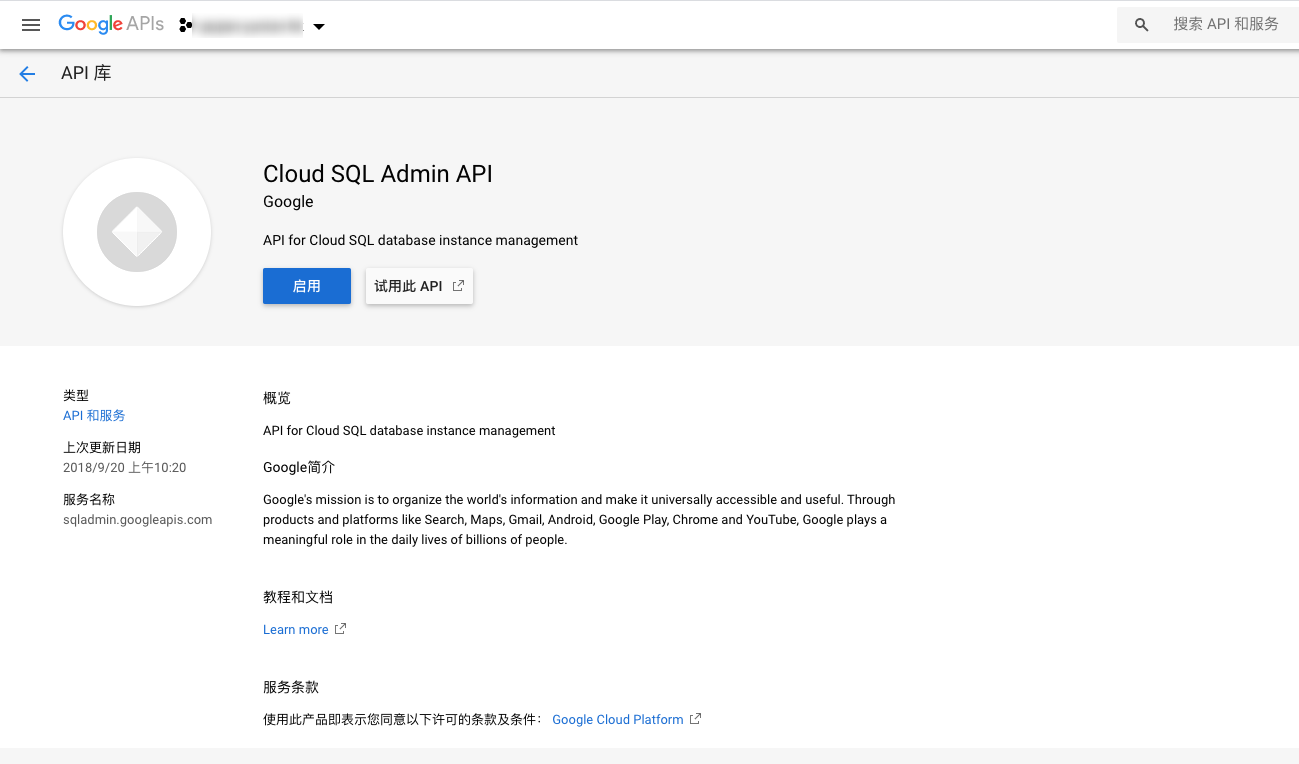 Google APIs
搜索 API 和服务
API 库
Cloud SQL Admin API
Google
API for Cloud SQL database instance management
启用
试用此 API
类型
API 和服务
上次更新日期
2018/9/20 上午10:20
服务名称
sqladmin.googleapis.com
概览
API for Cloud SQL database instance management
Google简介
Google's mission is to organize the world's information and make it universally accessible and useful. Through
products and platforms like Search, Maps, Gmail, Android, Google Play, Chrome and YouTube, Google plays a
meaningful role in the daily lives of billions of people.
教程和文档
Learn more
服务条款
使用此产品即表示您同意以下许可的条款及条件： Google Cloud Platform